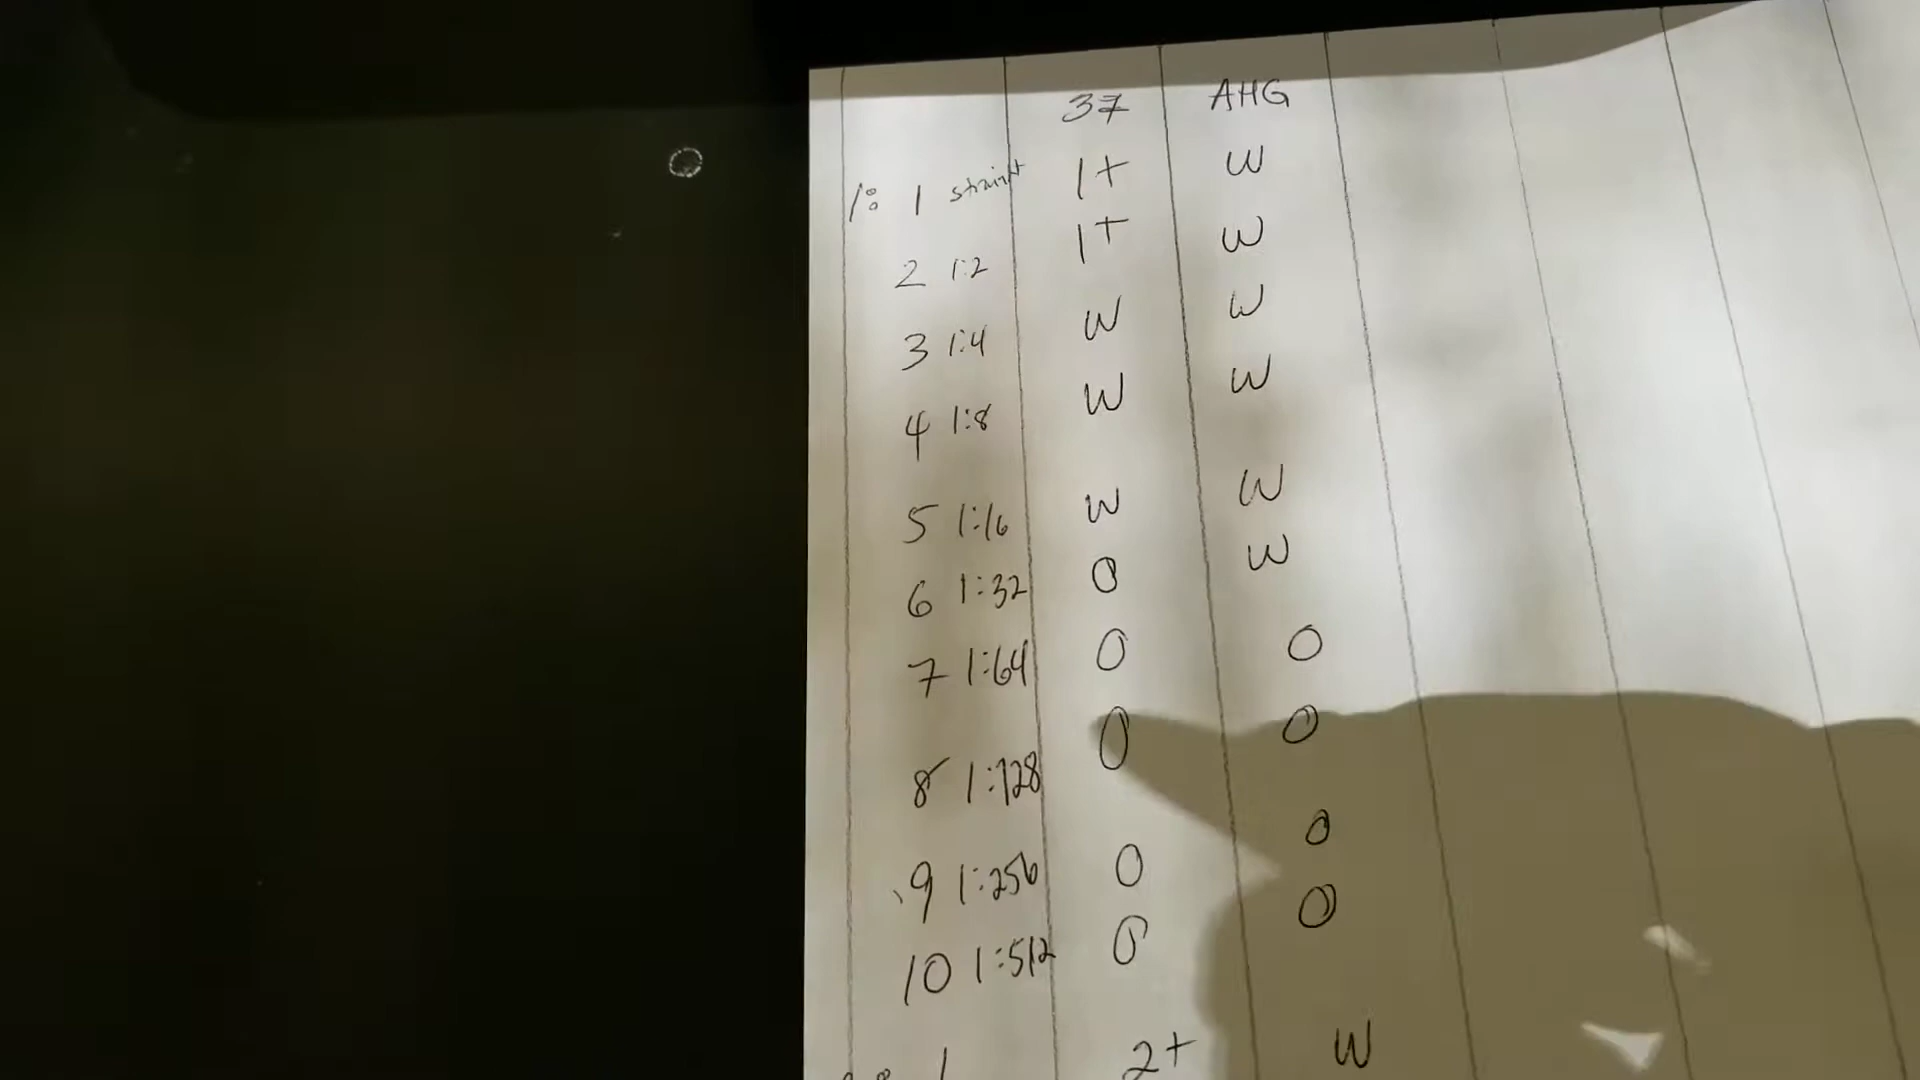 37 AHG
1: 1 straight 1+ W
2 1:2 1+ W
3 1:4 W W
4 1:8 W W
5 1:16 W W
6 1:32 0 W
7 1:64 0 0
8 1:128 0 0
9 1:256 0 0
10 1:512 0 0
1 2+ W